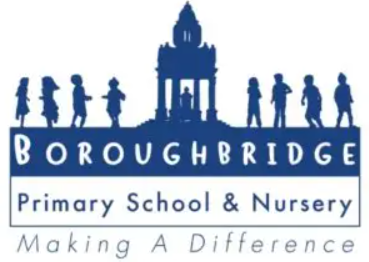 BOROUGHBRIDGE
Primary School & Nursery
Making A Difference